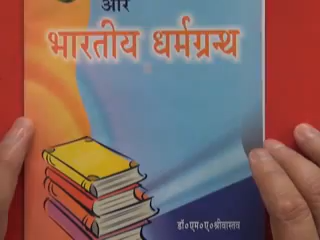 और
भारतीय धर्मग्रन्थ
डॉ०एम०ए०श्रीवास्तव